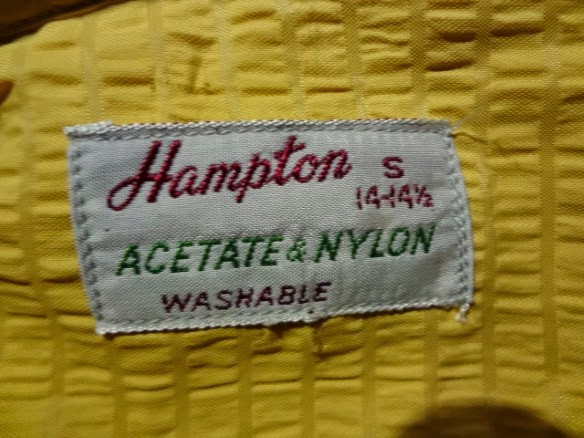 Hampton S
14-14½
ACETATE & NYLON
WASHABLE